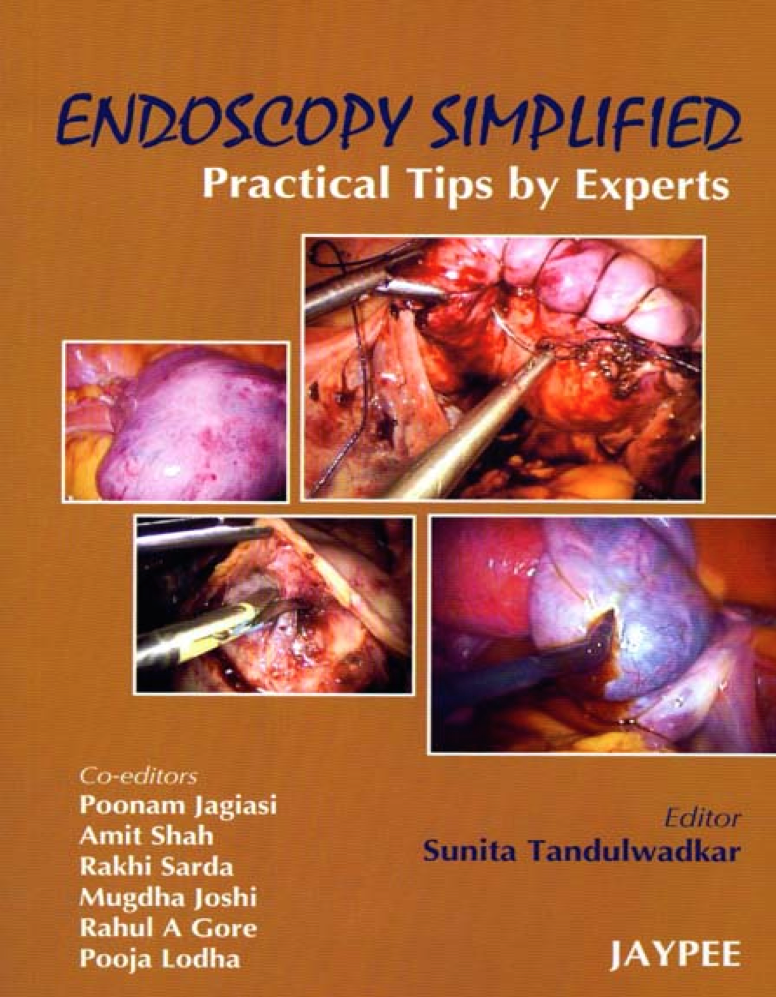 ENDOSCOPY SIMPLIFIED
Practical Tips by Experts
Co-editors
Poonam Jagiasi
Amit Shah
Rakhi Sarda
Mugdha Joshi
Rahul A Gore
Pooja Lodha
Editor
Sunita Tandulwadkar
JAYPEE